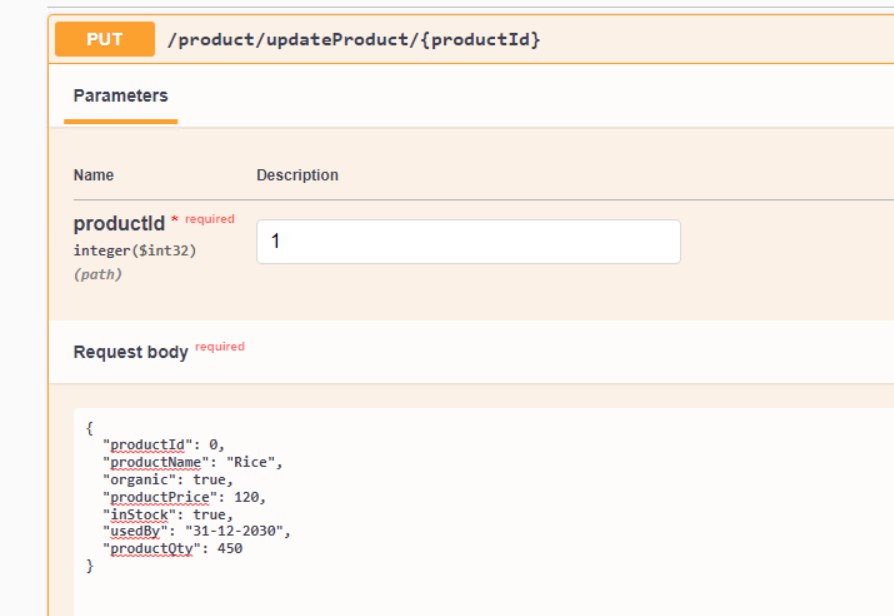 PUT /product/updateProduct/{productId}
Parameters
Name Description
productId * required
1
integer($int32)
(path)
Request body required
{
"productId": 0,
"productName": "Rice",
"organic": true,
"productPrice": 120,
"inStock": true,
"usedBy": "31-12-2030",
"productQty": 450
}